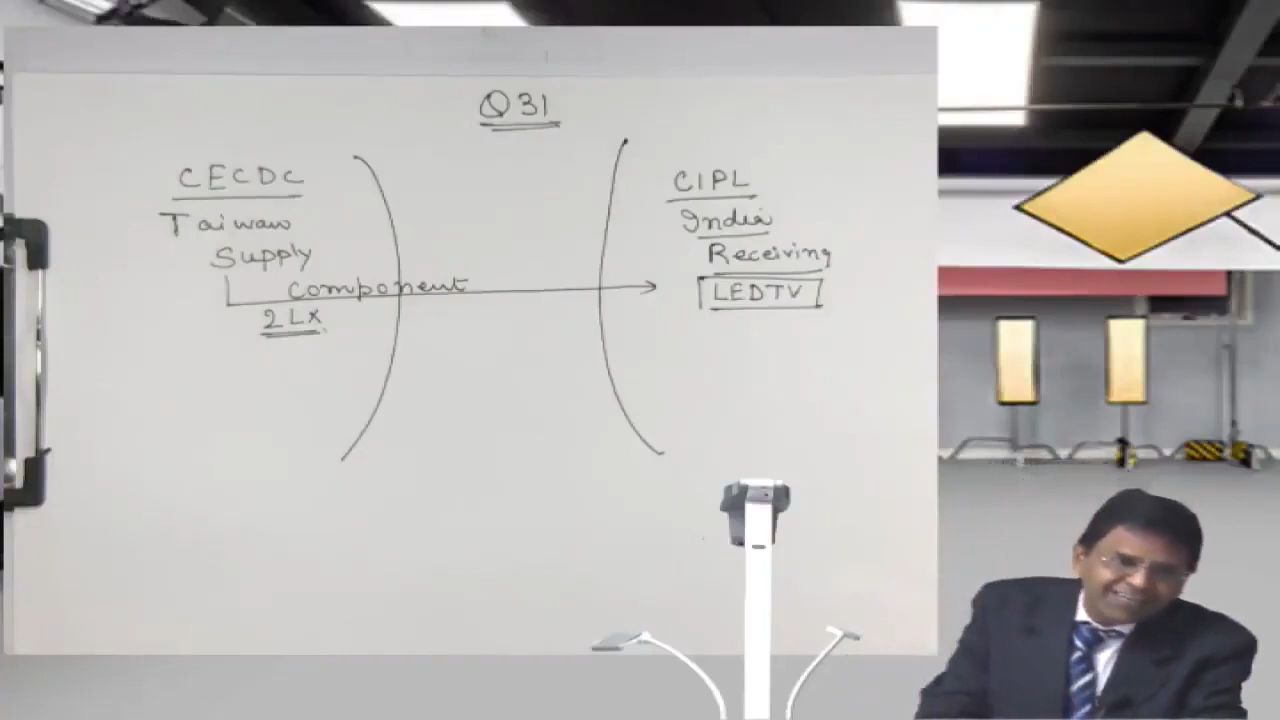 Q31
CECDC
Taiwan
Supply
component
2Lx
CIPL
India
Receiving
LEDTV